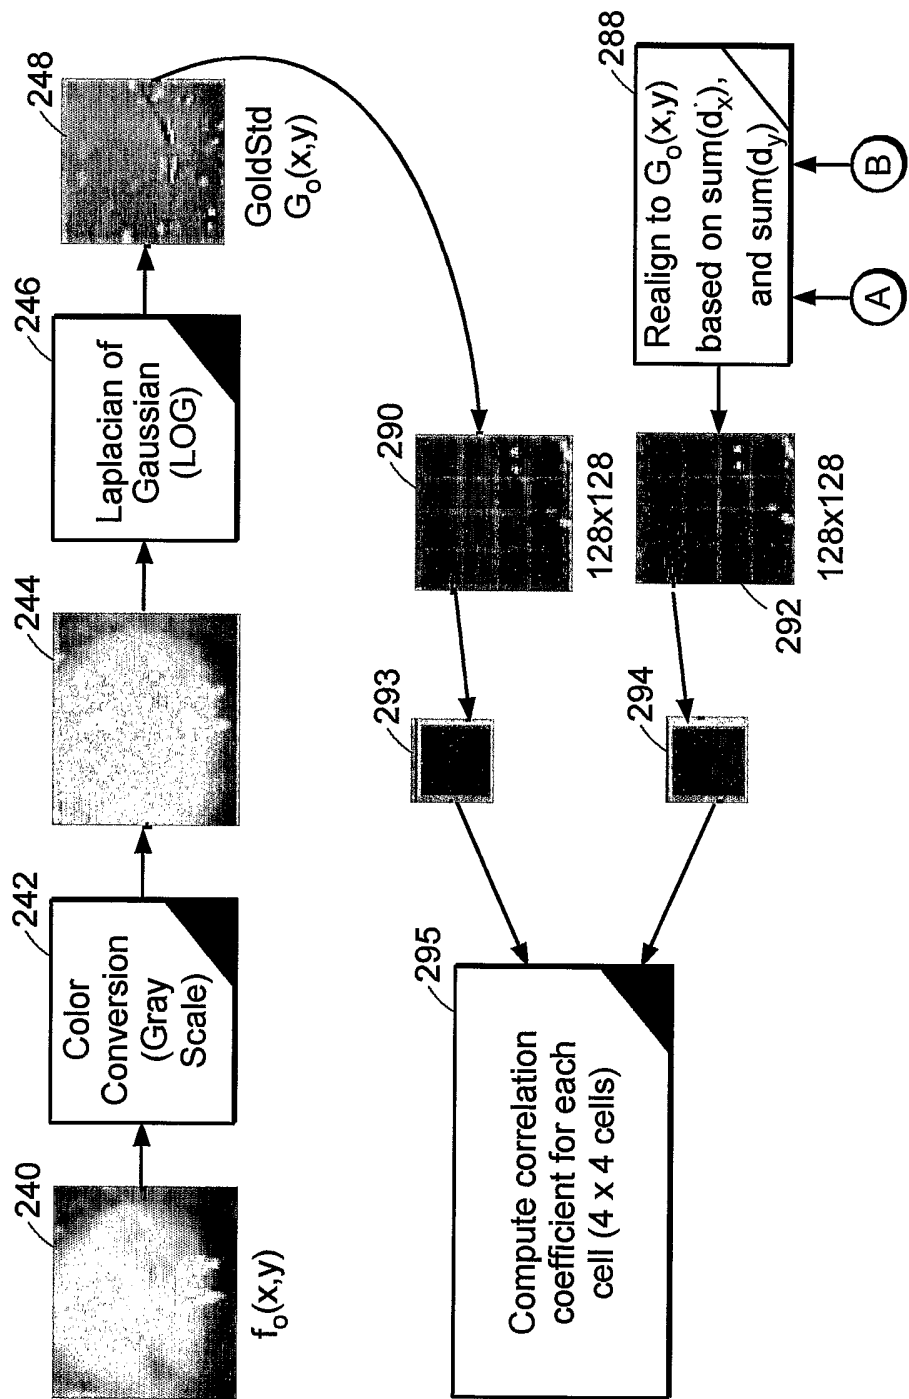 240
f₀(x,y)
242
Color
Conversion
(Gray
Scale)
244
246
Laplacian of
Gaussian
(LOG)
248
GoldStd
G₀(x,y)
295
Compute correlation
coefficient for each
cell (4 x 4 cells)
293
290
128x128
294
292
128x128
288
Realign to G₀(x,y)
based on sum(dₓ),
and sum(dᵧ)
A
B